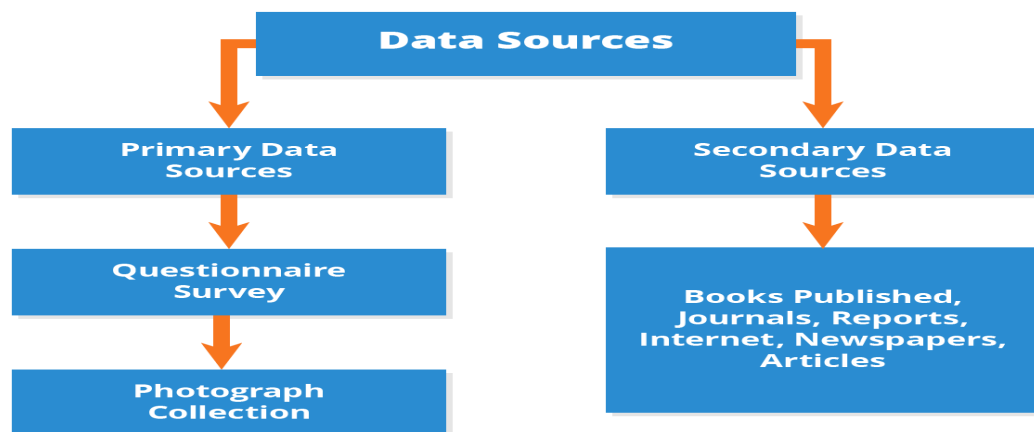 Data Sources
Primary Data
Sources
Secondary Data
Sources
Questionnaire
Survey
Books Published,
Journals, Reports,
Internet, Newspapers,
Articles
Photograph
Collection